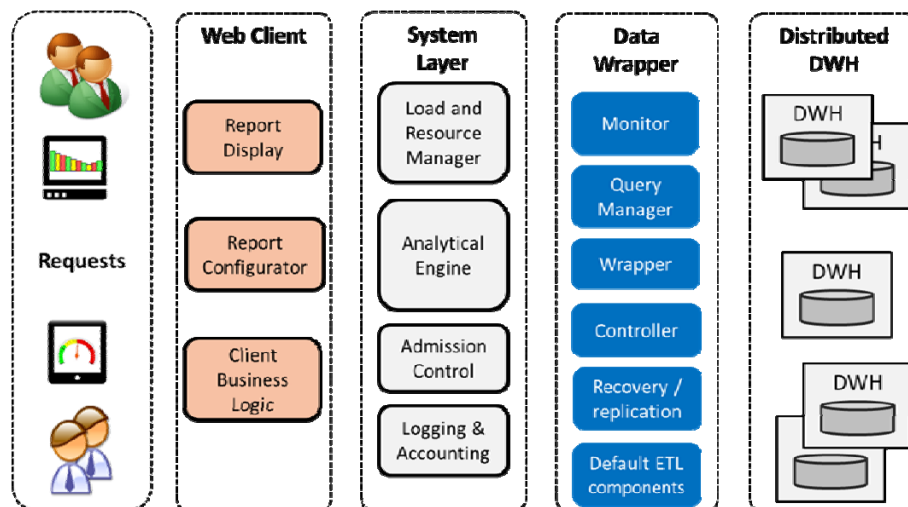 Requests
Web Client
Report
Display
Report
Configurator
Client
Business
Logic
System
Layer
Load and
Resource
Manager
Analytical
Engine
Admission
Control
Logging &
Accounting
Data
Wrapper
Monitor
Query
Manager
Wrapper
Controller
Recovery /
replication
Default ETL
components
Distributed
DWH
DWH
H
DWH
DWH